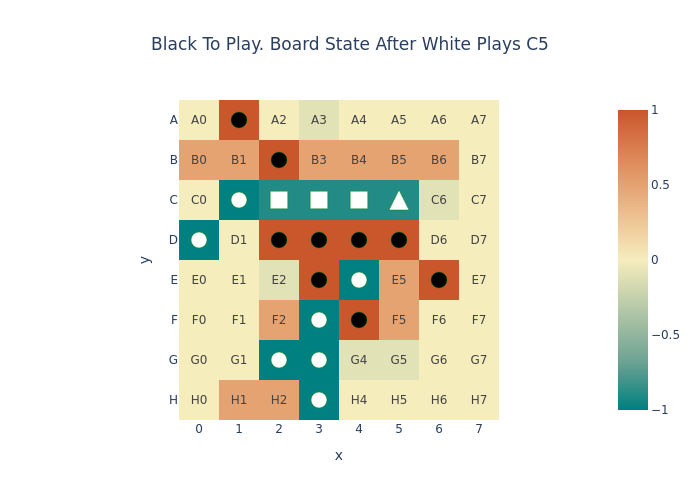 Black To Play. Board State After White Plays C5
A A0 A2 A3 A4 A5 A6 A7
B B0 B1 B3 B4 B5 B6 B7
C C0 C6 C7
D D1 D6 D7
E E0 E1 E2 E5 E7
F F0 F1 F2 F5 F6 F7
G G0 G1 G4 G5 G6 G7
H H0 H1 H2 H4 H5 H6 H7
0 1 2 3 4 5 6 7
x
y
1
0.5
0
−0.5
−1